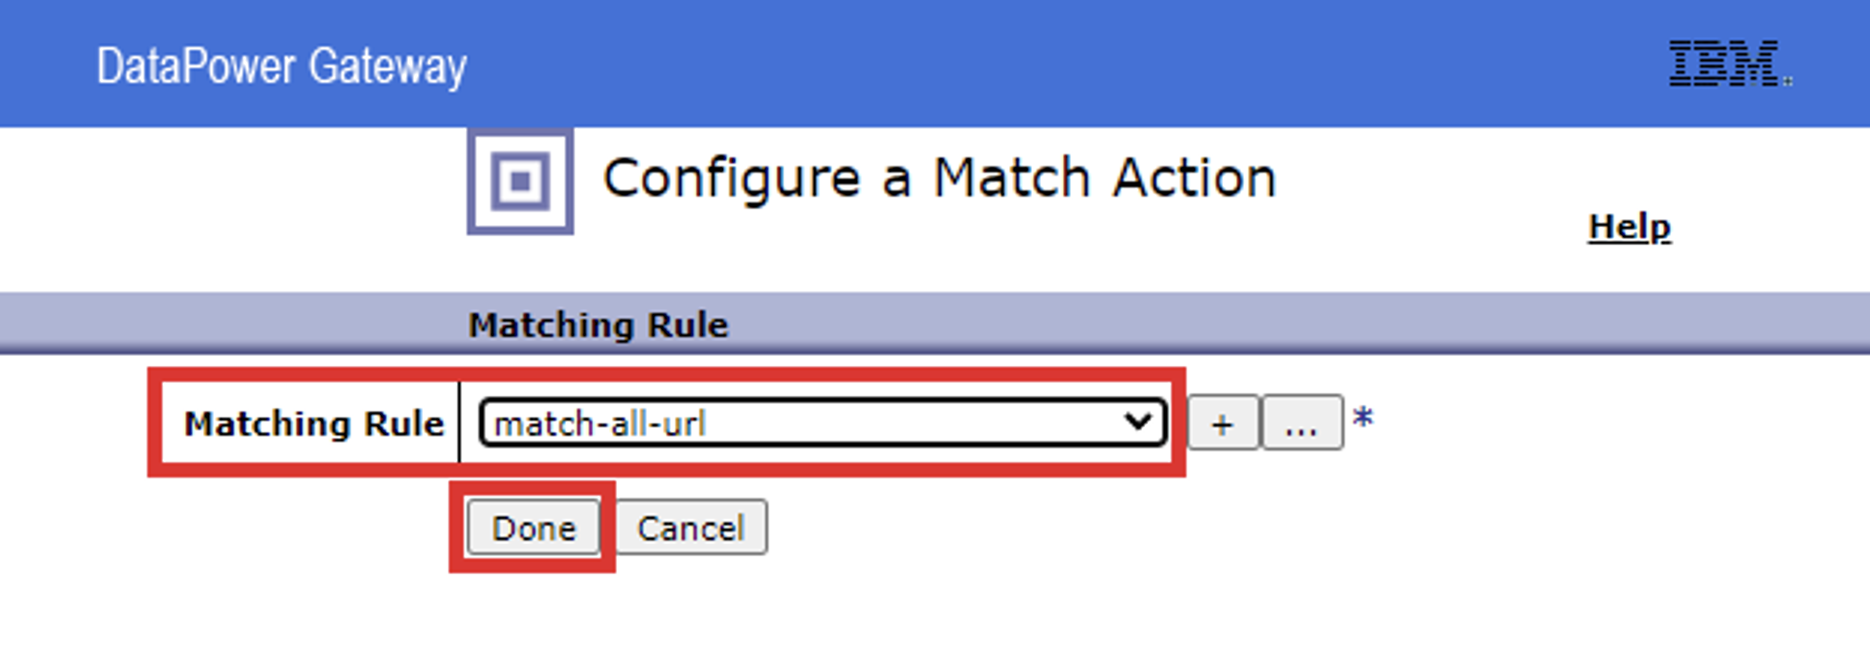 DataPower Gateway
IBM.
Configure a Match Action
Help
Matching Rule
Matching Rule match-all-url + ... *
Done Cancel